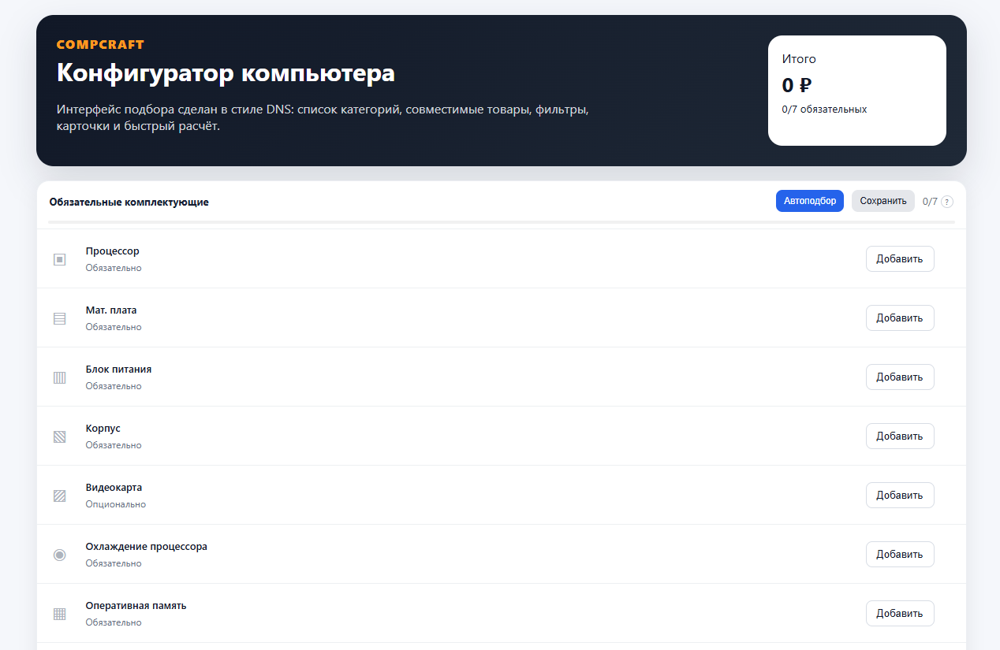 COMPCRAFT
Конфигуратор компьютера
Интерфейс подбора сделан в стиле DNS: список категорий, совместимые товары, фильтры,
карточки и быстрый расчёт.
Итого
0 ₽
0/7 обязательных
Обязательные комплектующие
Автоподбор
Сохранить
0/7 ?
Процессор
Обязательно
Добавить
Мат. плата
Обязательно
Добавить
Блок питания
Обязательно
Добавить
Корпус
Обязательно
Добавить
Видеокарта
Опционально
Добавить
Охлаждение процессора
Обязательно
Добавить
Оперативная память
Обязательно
Добавить